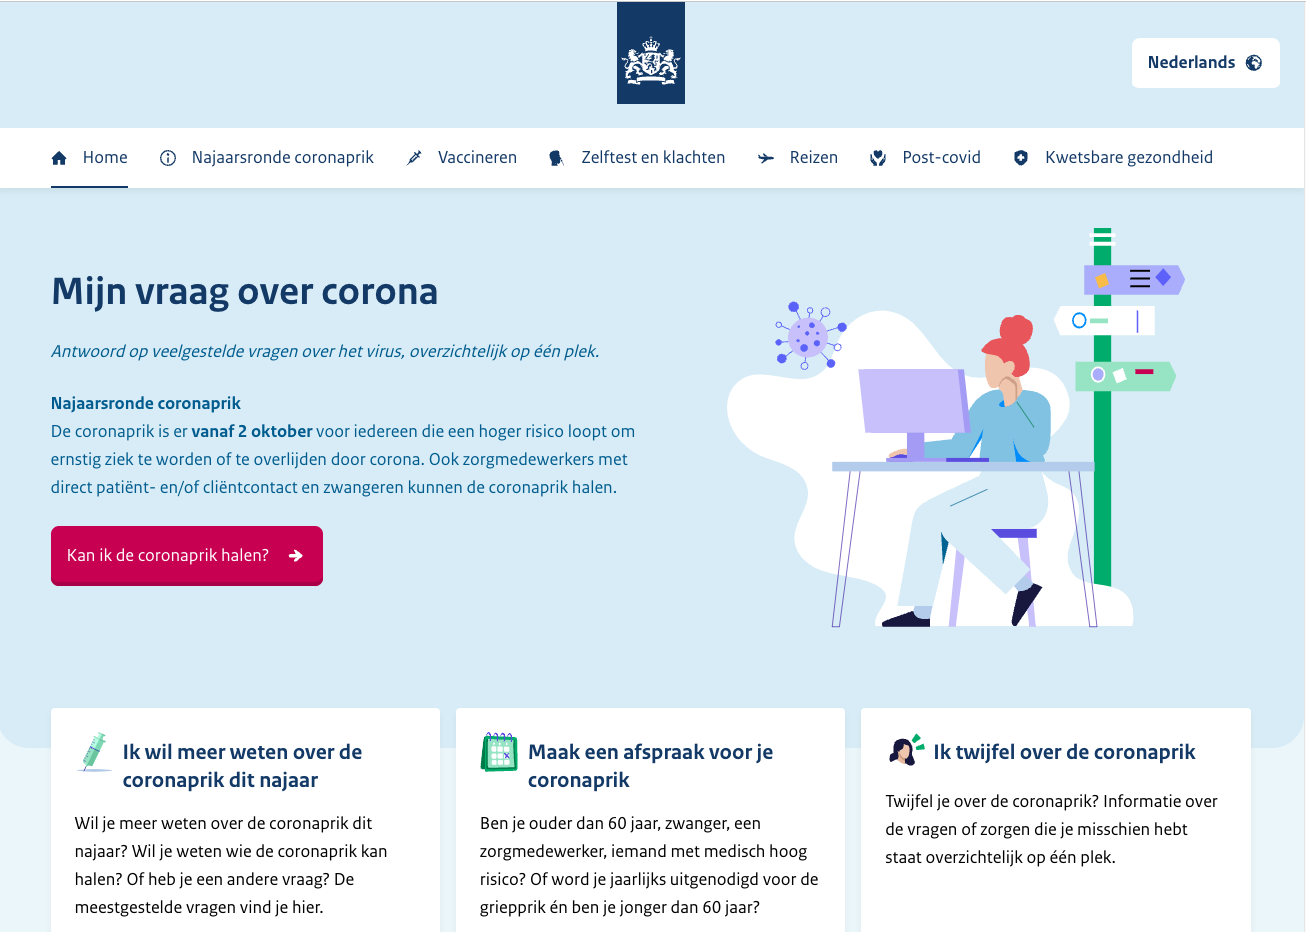 Nederlands
Home
Najaarsronde coronaprik
Vaccineren
Zelftest en klachten
Reizen
Post-covid
Kwetsbare gezondheid
Mijn vraag over corona
Antwoord op veelgestelde vragen over het virus, overzichtelijk op één plek.
Najaarsronde coronaprik
De coronaprik is er vanaf 2 oktober voor iedereen die een hoger risico loopt om
ernstig ziek te worden of te overlijden door corona. Ook zorgmedewerkers met
direct patiënt- en/of cliëntcontact en zwangeren kunnen de coronaprik halen.
Kan ik de coronaprik halen?
Ik wil meer weten over de
coronaprik dit najaar
Wil je meer weten over de coronaprik dit
najaar? Wil je weten wie de coronaprik kan
halen? Of heb je een andere vraag? De
meestgestelde vragen vind je hier.
Maak een afspraak voor je
coronaprik
Ben je ouder dan 60 jaar, zwanger, een
zorgmedewerker, iemand met medisch hoog
risico? Of word je jaarlijks uitgenodigd voor de
griepprik én ben je jonger dan 60 jaar?
Ik twijfel over de coronaprik
Twijfel je over de coronaprik? Informatie over
de vragen of zorgen die je misschien hebt
staat overzichtelijk op één plek.